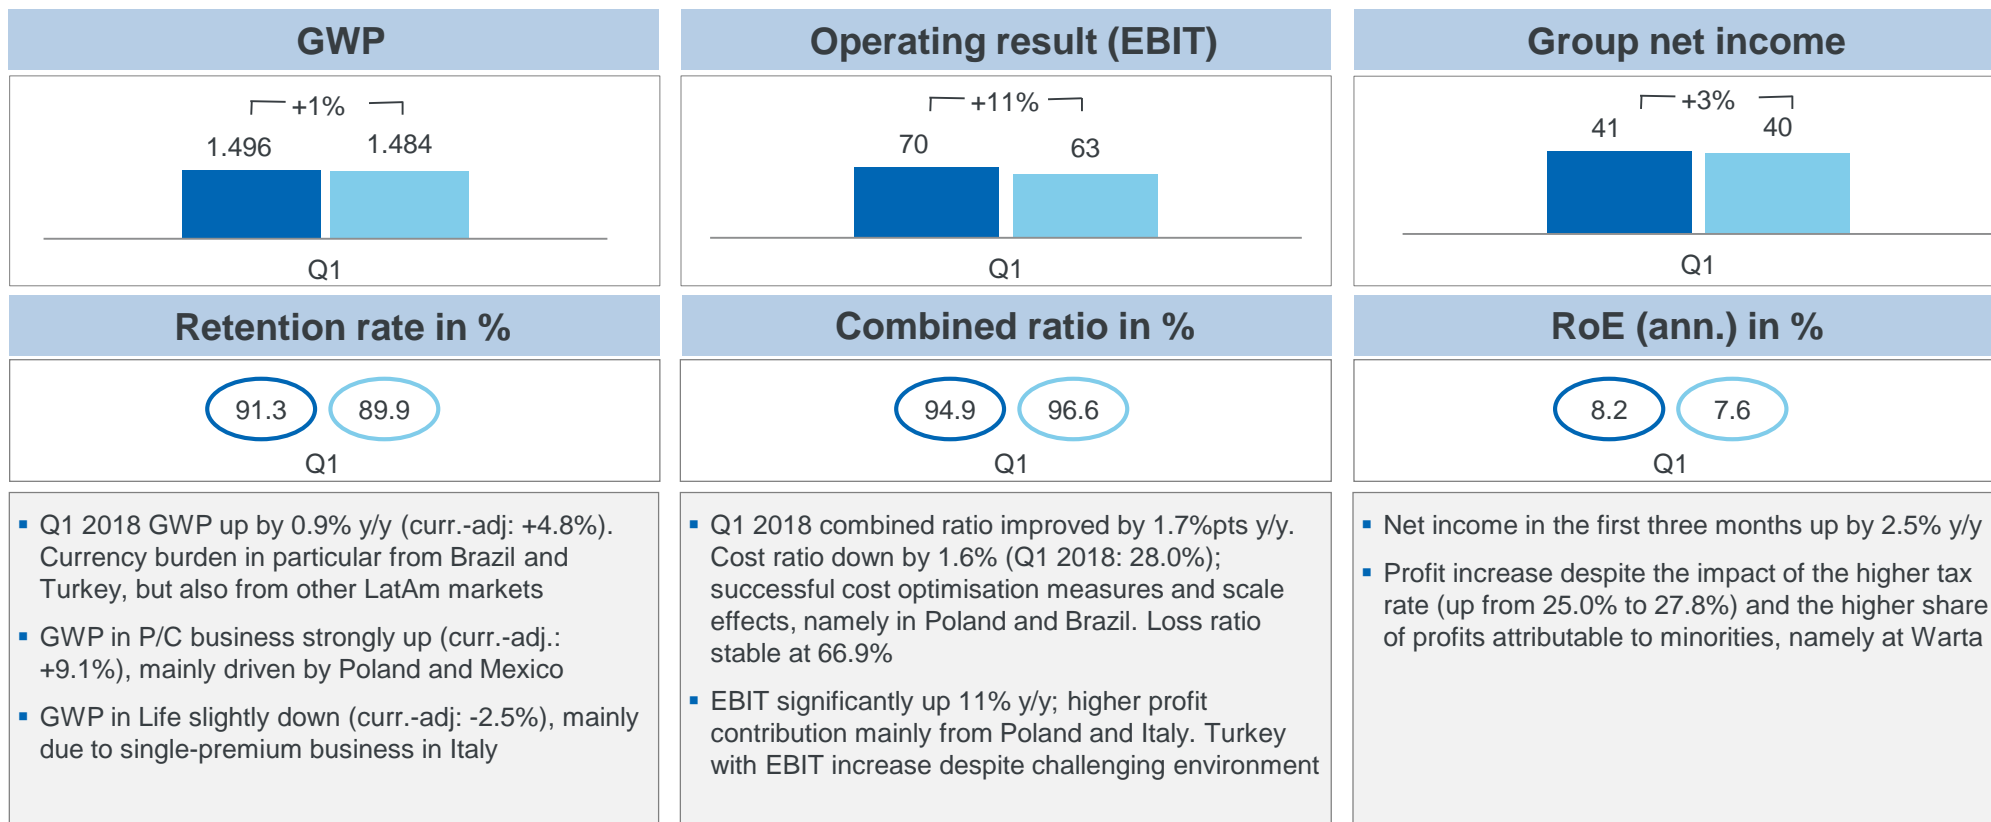 GWP
+1%
1.496
1.484
Q1
Operating result (EBIT)
+11%
70
63
Q1
Group net income
+3%
41
40
Q1
Retention rate in %
91.3
89.9
Q1
Combined ratio in %
94.9
96.6
Q1
RoE (ann.) in %
8.2
7.6
Q1
▪ Q1 2018 GWP up by 0.9% y/y (curr.-adj: +4.8%).
Currency burden in particular from Brazil and
Turkey, but also from other LatAm markets
▪ GWP in P/C business strongly up (curr.-adj.:
+9.1%), mainly driven by Poland and Mexico
▪ GWP in Life slightly down (curr.-adj: -2.5%), mainly
due to single-premium business in Italy
▪ Q1 2018 combined ratio improved by 1.7%pts y/y.
Cost ratio down by 1.6% (Q1 2018: 28.0%);
successful cost optimisation measures and scale
effects, namely in Poland and Brazil. Loss ratio
stable at 66.9%
▪ EBIT significantly up 11% y/y; higher profit
contribution mainly from Poland and Italy. Turkey
with EBIT increase despite challenging environment
▪ Net income in the first three months up by 2.5% y/y
▪ Profit increase despite the impact of the higher tax
rate (up from 25.0% to 27.8%) and the higher share
of profits attributable to minorities, namely at Warta